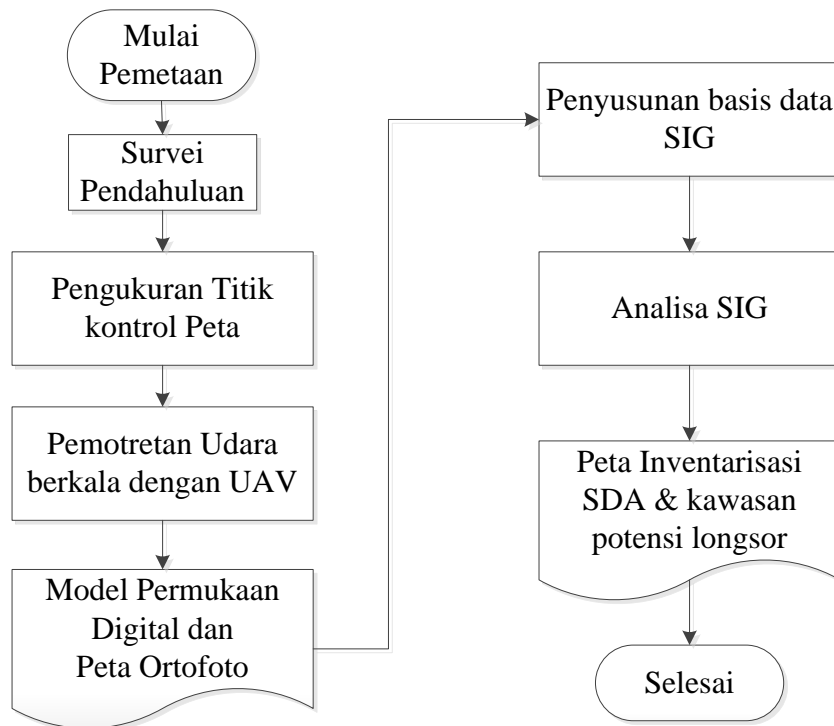 Mulai
Pemetaan
Survei
Pendahuluan
Pengukuran Titik
kontrol Peta
Pemotretan Udara
berkala dengan UAV
Model Permukaan
Digital dan
Peta Ortofoto
Penyusunan basis data
SIG
Analisa SIG
Peta Inventarisasi
SDA & kawasan
potensi longsor
Selesai